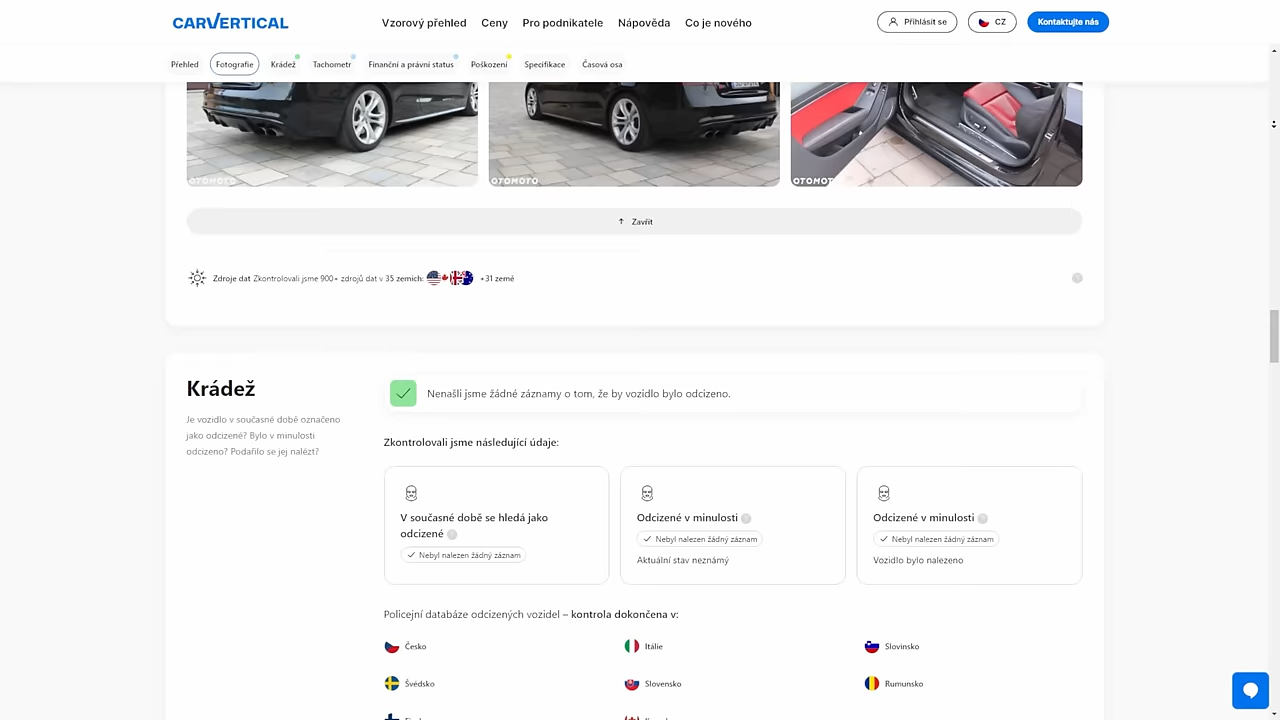 CARVERTICAL
Vzorový přehled Ceny Pro podnikatele Nápověda Co je nového
Přihlásit se
CZ
Kontaktujte nás
Přehled Fotografie Krádež Tachometr Finanční a právní status Poškození Specifikace Časová osa
OTOMOTO
OTOMOTO
OTOMOT
Zavřít
Zdroje dat Zkontrolovali jsme 900+ zdrojů dat v 35 zemích: +31 země
Krádež
Je vozidlo v současné době označeno
jako odcizené? Bylo v minulosti
odcizeno? Podařilo se jej nalézt?
Nenašli jsme žádné záznamy o tom, že by vozidlo bylo odcizeno.
Zkontrolovali jsme následující údaje:
V současné době se hledá jako
odcizené
Nebyl nalezen žádný záznam
Odcizené v minulosti
Nebyl nalezen žádný záznam
Aktuální stav neznámý
Odcizené v minulosti
Nebyl nalezen žádný záznam
Vozidlo bylo nalezeno
Policejní databáze odcizených vozidel – kontrola dokončena v:
Česko Itálie Slovinsko
Švédsko Slovensko Rumunsko